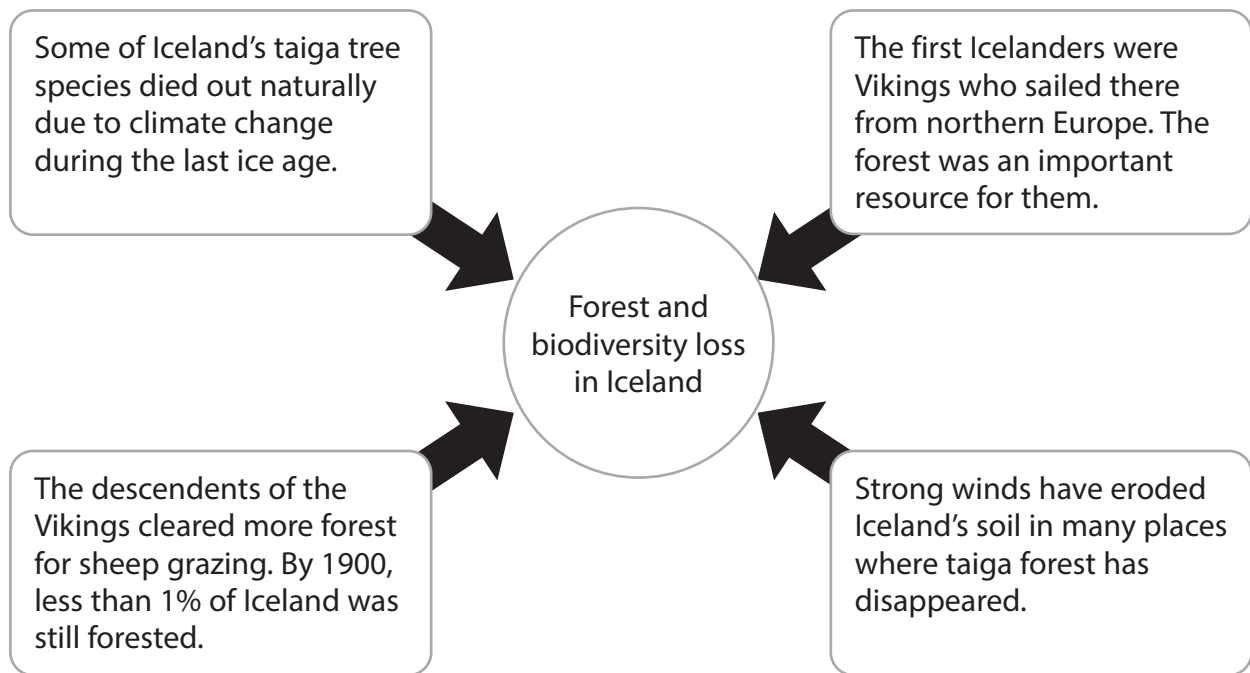 Some of Iceland’s taiga tree
species died out naturally
due to climate change
during the last ice age.
The first Icelanders were
Vikings who sailed there
from northern Europe. The
forest was an important
resource for them.
Forest and
biodiversity loss
in Iceland
The descendents of the
Vikings cleared more forest
for sheep grazing. By 1900,
less than 1% of Iceland was
still forested.
Strong winds have eroded
Iceland’s soil in many places
where taiga forest has
disappeared.